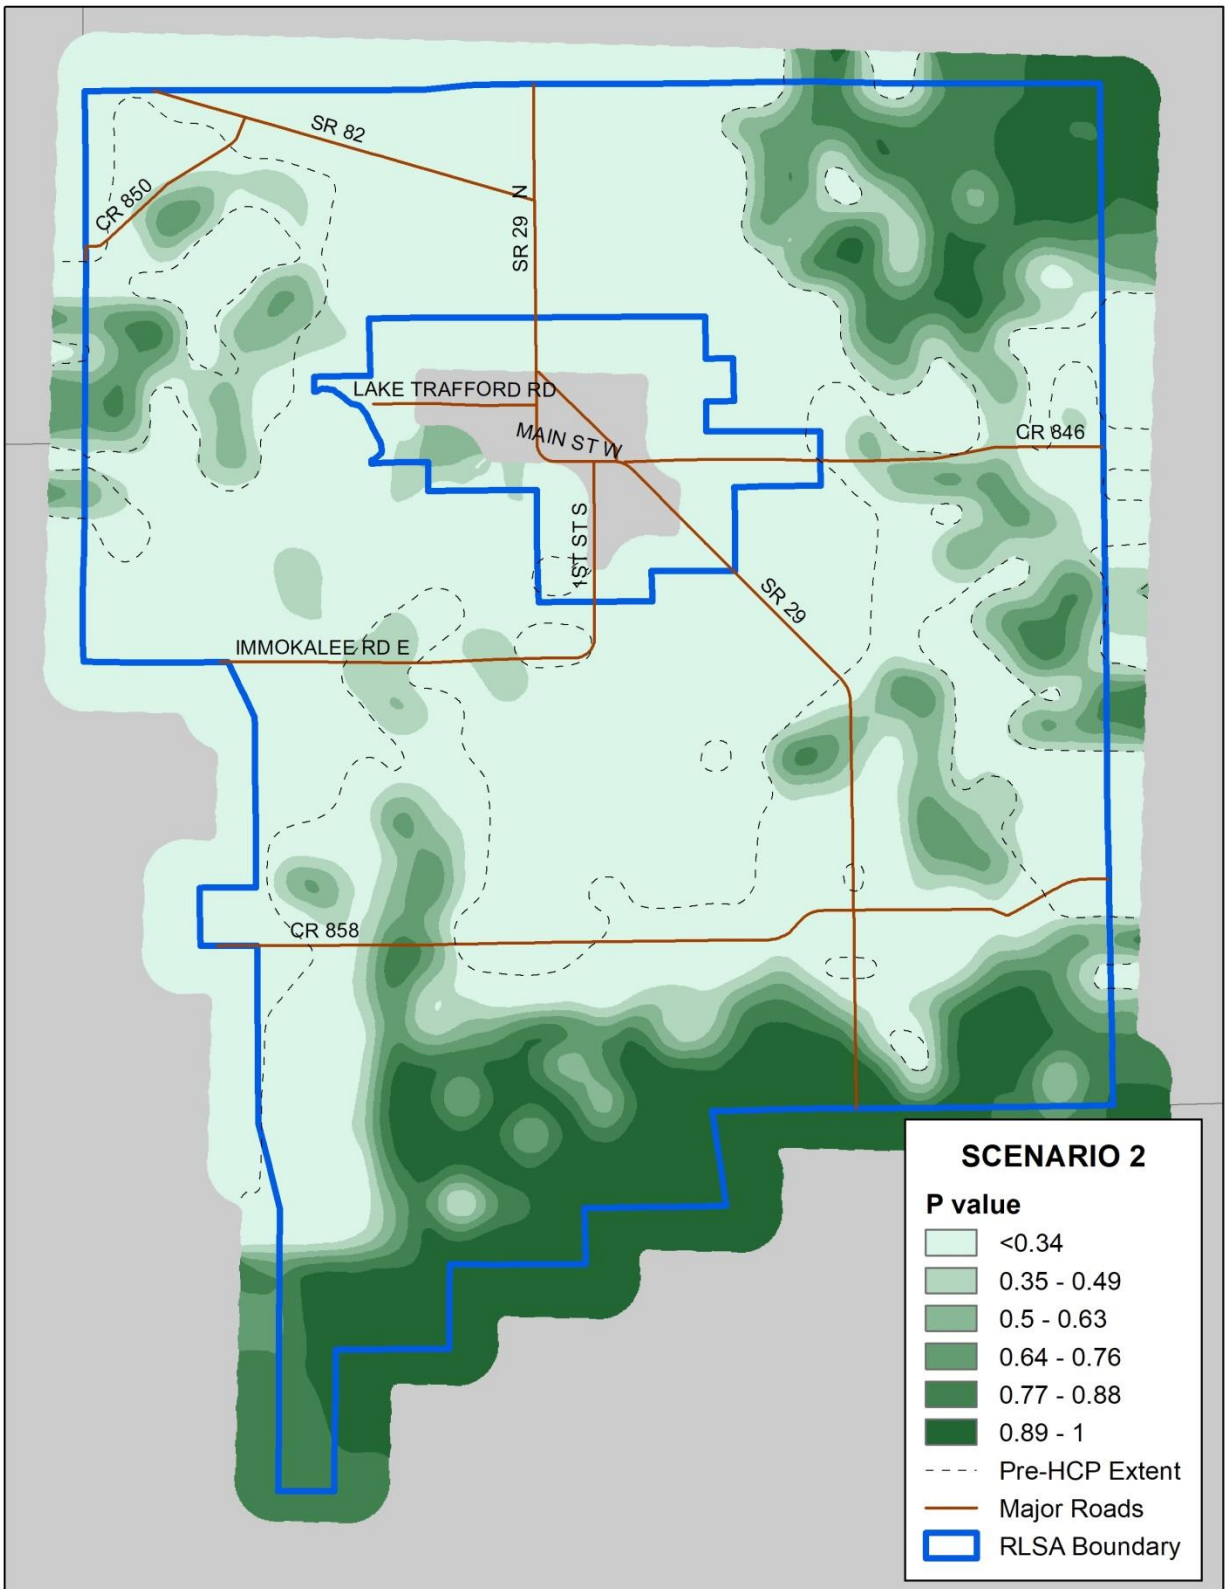 SR 82
CR 850
SR 29 N
LAKE TRAFFORD RD
MAIN ST W
CR 846
1ST ST S
SR 29
IMMOKALEE RD E
CR 858
SCENARIO 2
P value
<0.34
0.35 - 0.49
0.5 - 0.63
0.64 - 0.76
0.77 - 0.88
0.89 - 1
Pre-HCP Extent
Major Roads
RLSA Boundary